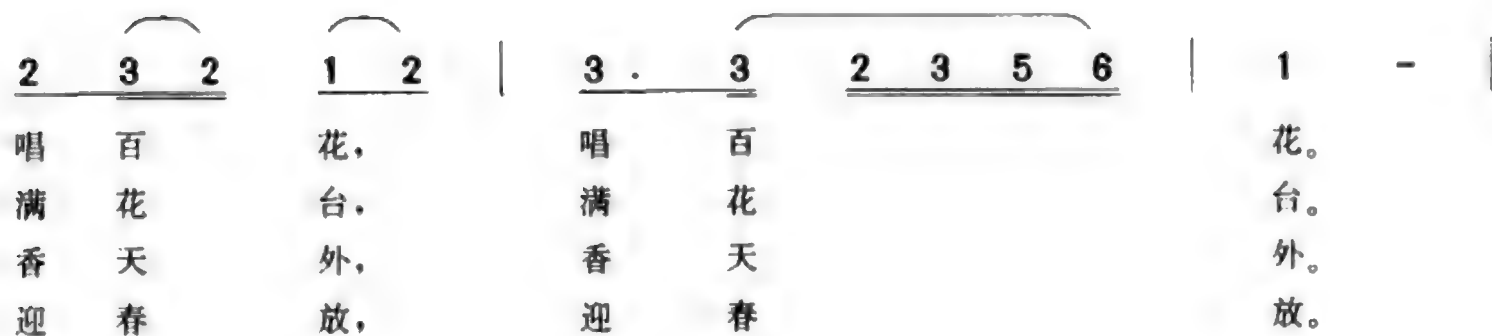 2 3 2 1 2 | 3 . 3 2 3 5 6 | 1 - |
唱 百 花， 唱 百 花。
满 花 台． 满 花 台。
香 天 外， 香 天 外。
迎 春 放， 迎 春 放。